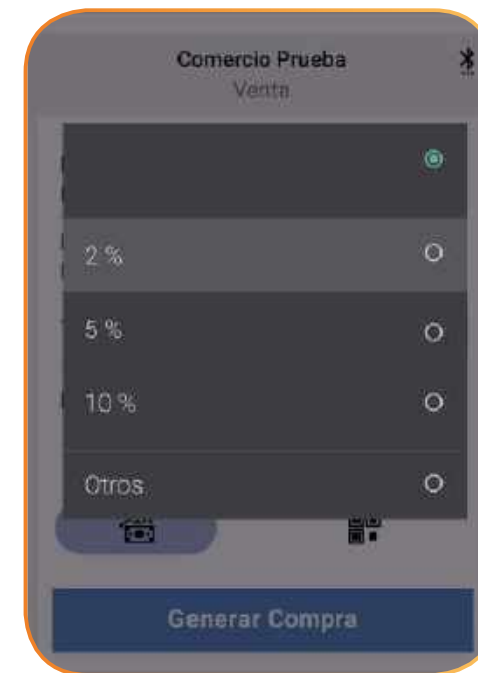 Comercio Prueba
Venta
2 %
5 %
10 %
Otros
Generar Compra